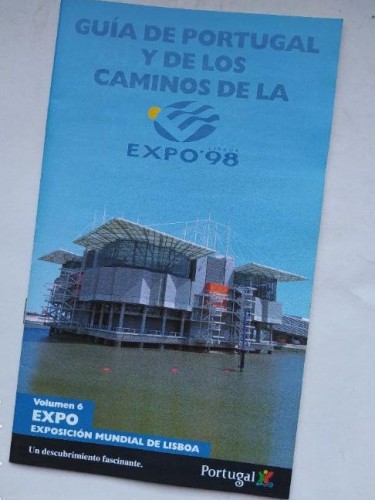 GUÍA DE PORTUGAL
Y DE LOS
CAMINOS DE LA
LISBOA
EXPO'98
Volumen 6
EXPO
EXPOSICIÓN MUNDIAL DE LISBOA
Un descubrimiento fascinante.
Portugal